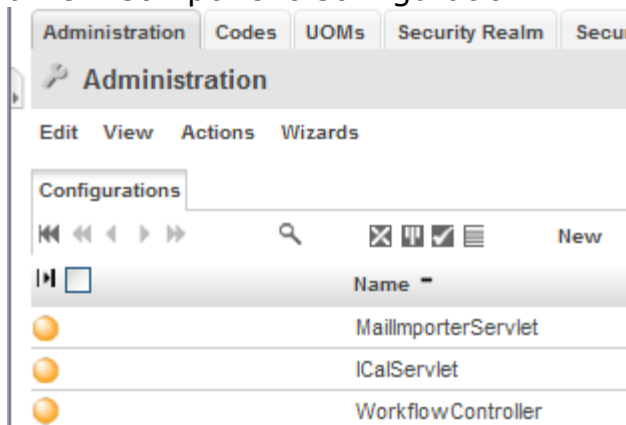 Administration Codes UOMs Security Realm
Administration
Edit View Actions Wizards
Configurations
New
Name
MailImporterServlet
ICalServlet
WorkflowController